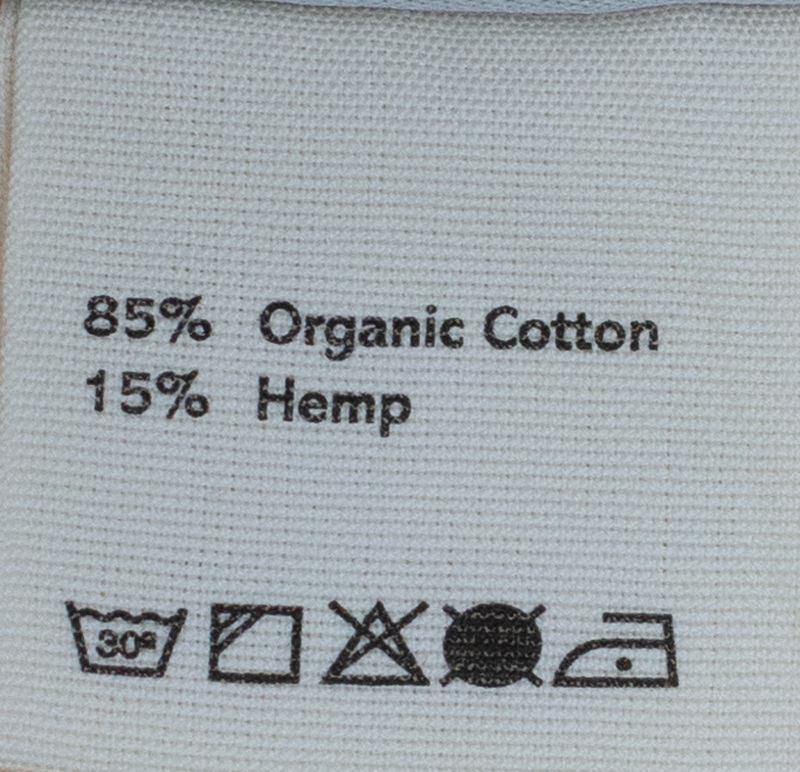 85% Organic Cotton
15% Hemp
30°